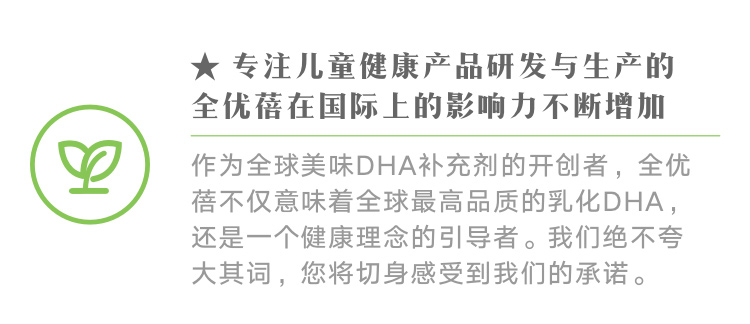 ★ 专注儿童健康产品研发与生产的
全优蓓在国际上的影响力不断增加
作为全球美味DHA补充剂的开创者，全优
蓓不仅意味着全球最高品质的乳化DHA，
还是一个健康理念的引导者。我们绝不夸
大其词，您将切身感受到我们的承诺。